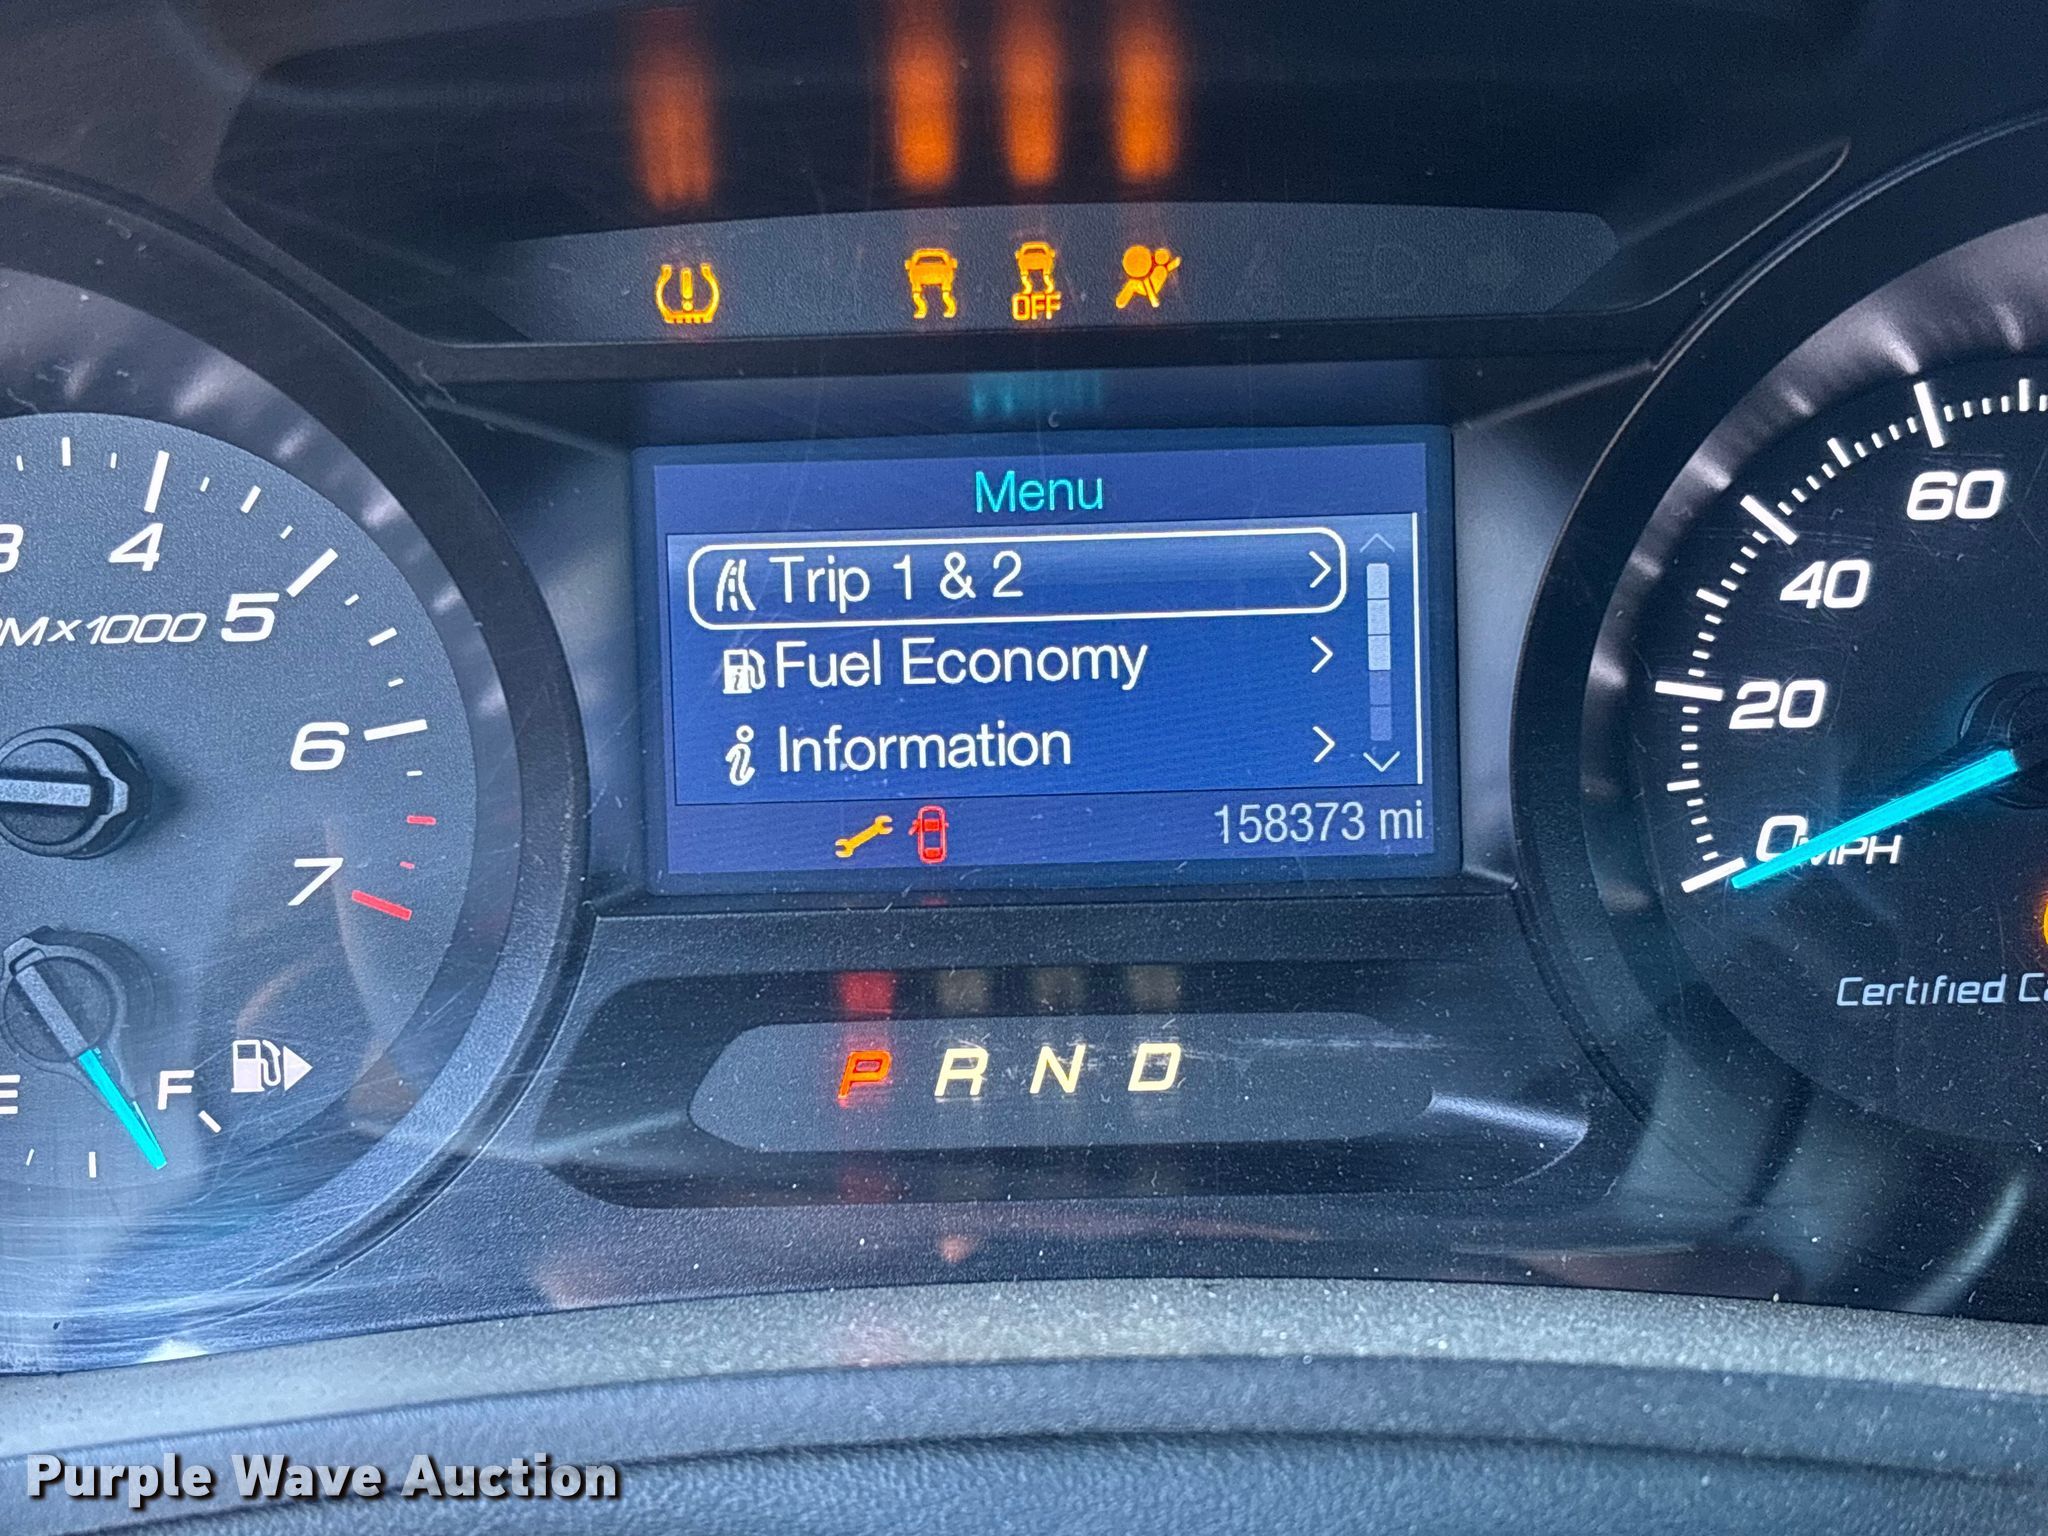 OFF
Menu
Trip 1 & 2
Fuel Economy
Information
158373 mi
4
5
x1000
6
7
E
F
P R N D
60
40
20
0 MPH
Certified
Purple Wave Auction